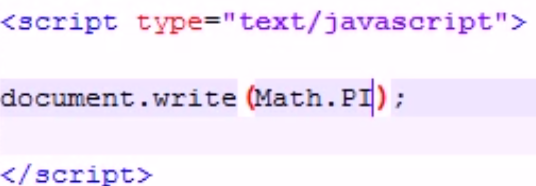 <script type="text/javascript">
document.write(Math.PI);
</script>